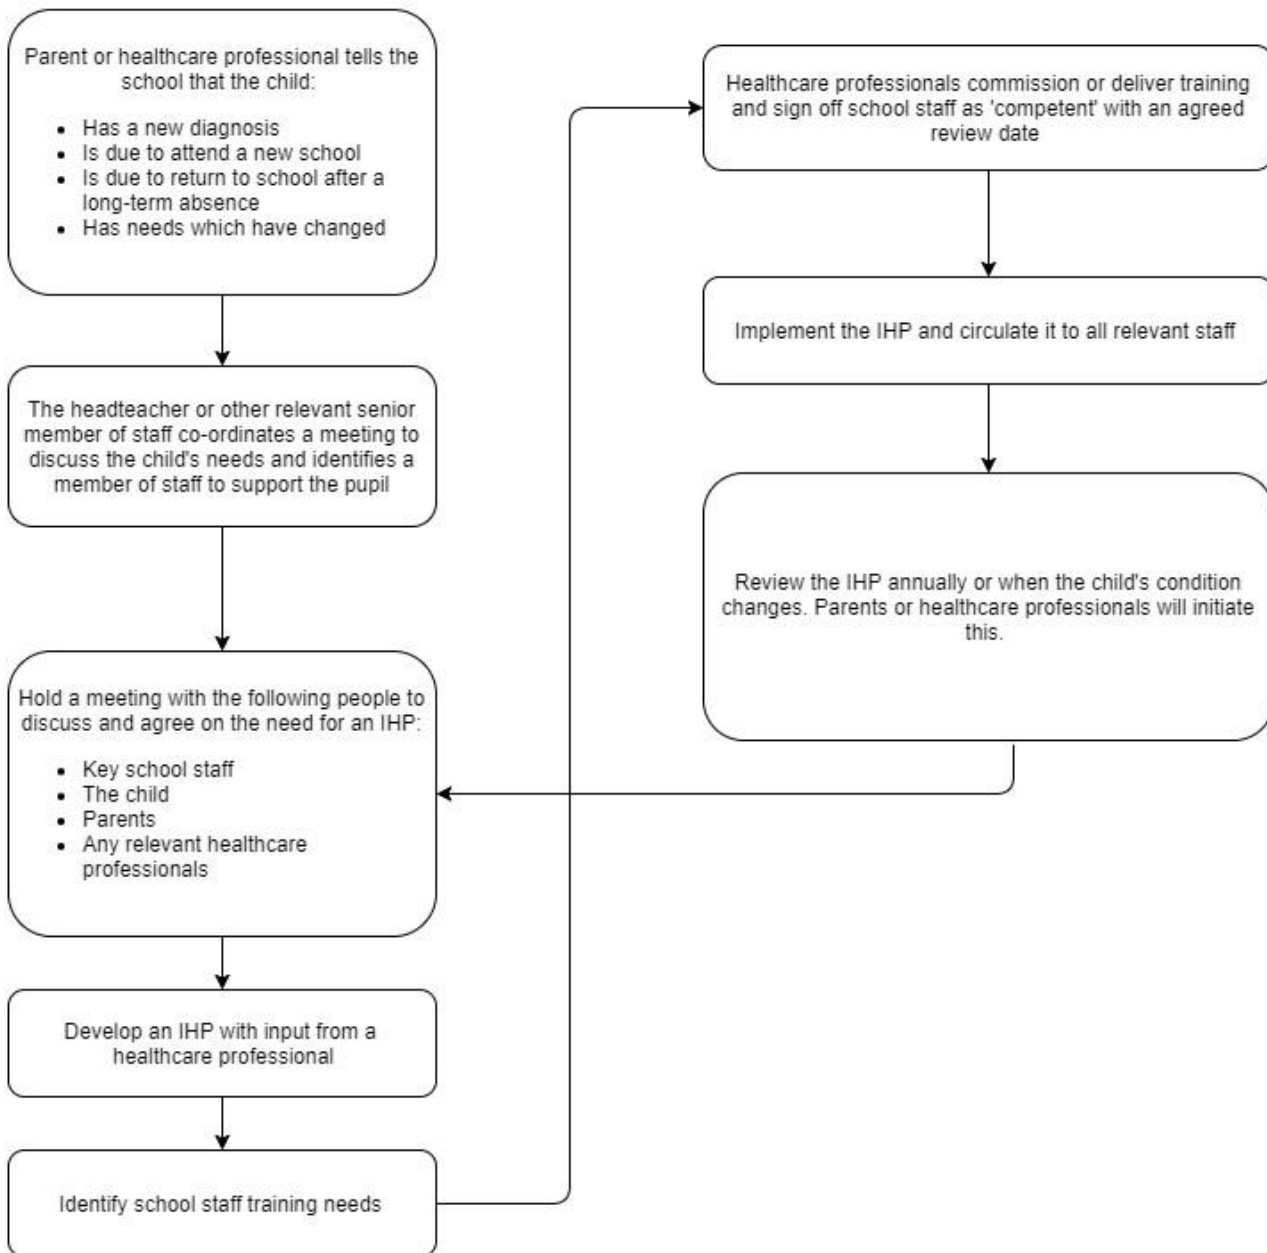 Parent or healthcare professional tells the
school that the child:
• Has a new diagnosis
• Is due to attend a new school
• Is due to return to school after a
long-term absence
• Has needs which have changed
The headteacher or other relevant senior
member of staff co-ordinates a meeting to
discuss the child's needs and identifies a
member of staff to support the pupil
Hold a meeting with the following people to
discuss and agree on the need for an IHP:
• Key school staff
• The child
• Parents
• Any relevant healthcare
professionals
Develop an IHP with input from a
healthcare professional
Identify school staff training needs
Healthcare professionals commission or deliver training
and sign off school staff as 'competent' with an agreed
review date
Implement the IHP and circulate it to all relevant staff
Review the IHP annually or when the child's condition
changes. Parents or healthcare professionals will initiate
this.